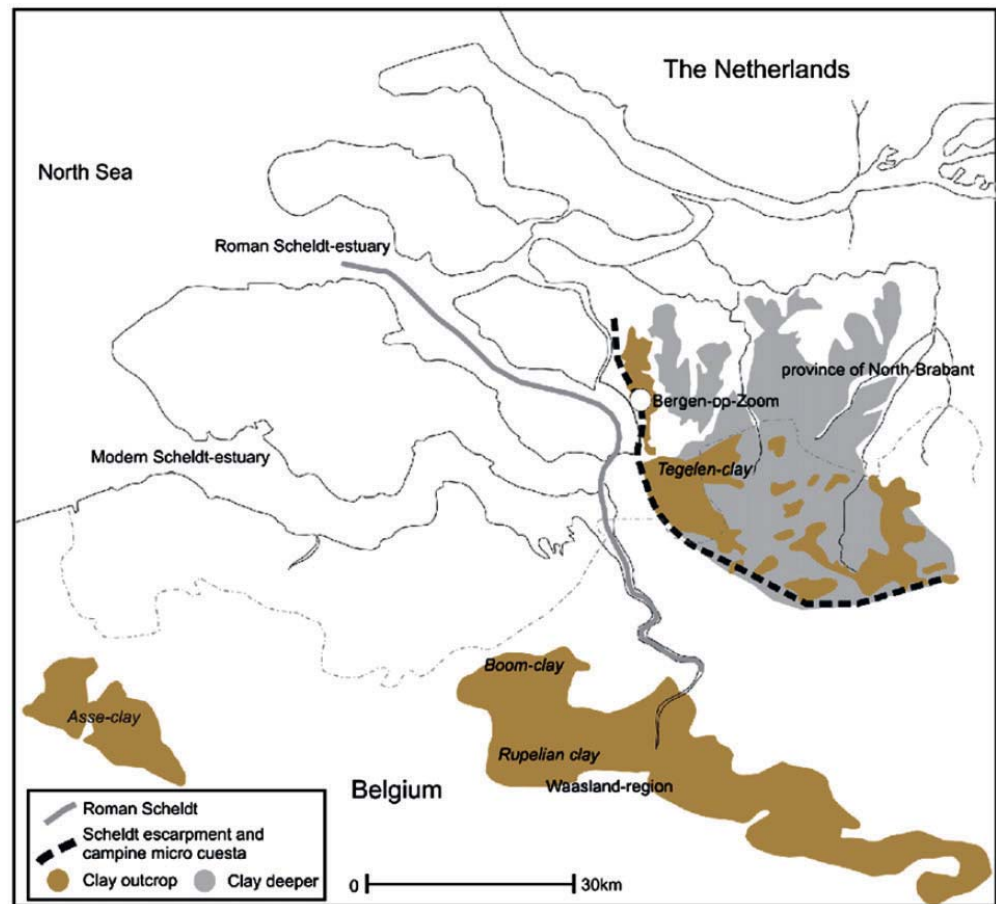 The Netherlands
North Sea
Roman Scheldt-estuary
province of North-Brabant
Bergen-op-Zoom
Modern Scheldt-estuary
Tegelen-clay
Boom-clay
Asse-clay
Rupelian clay
Waasland-region
Belgium
Roman Scheldt
Scheldt escarpment and
campine micro cuesta
Clay outcrop
Clay deeper
0
30km